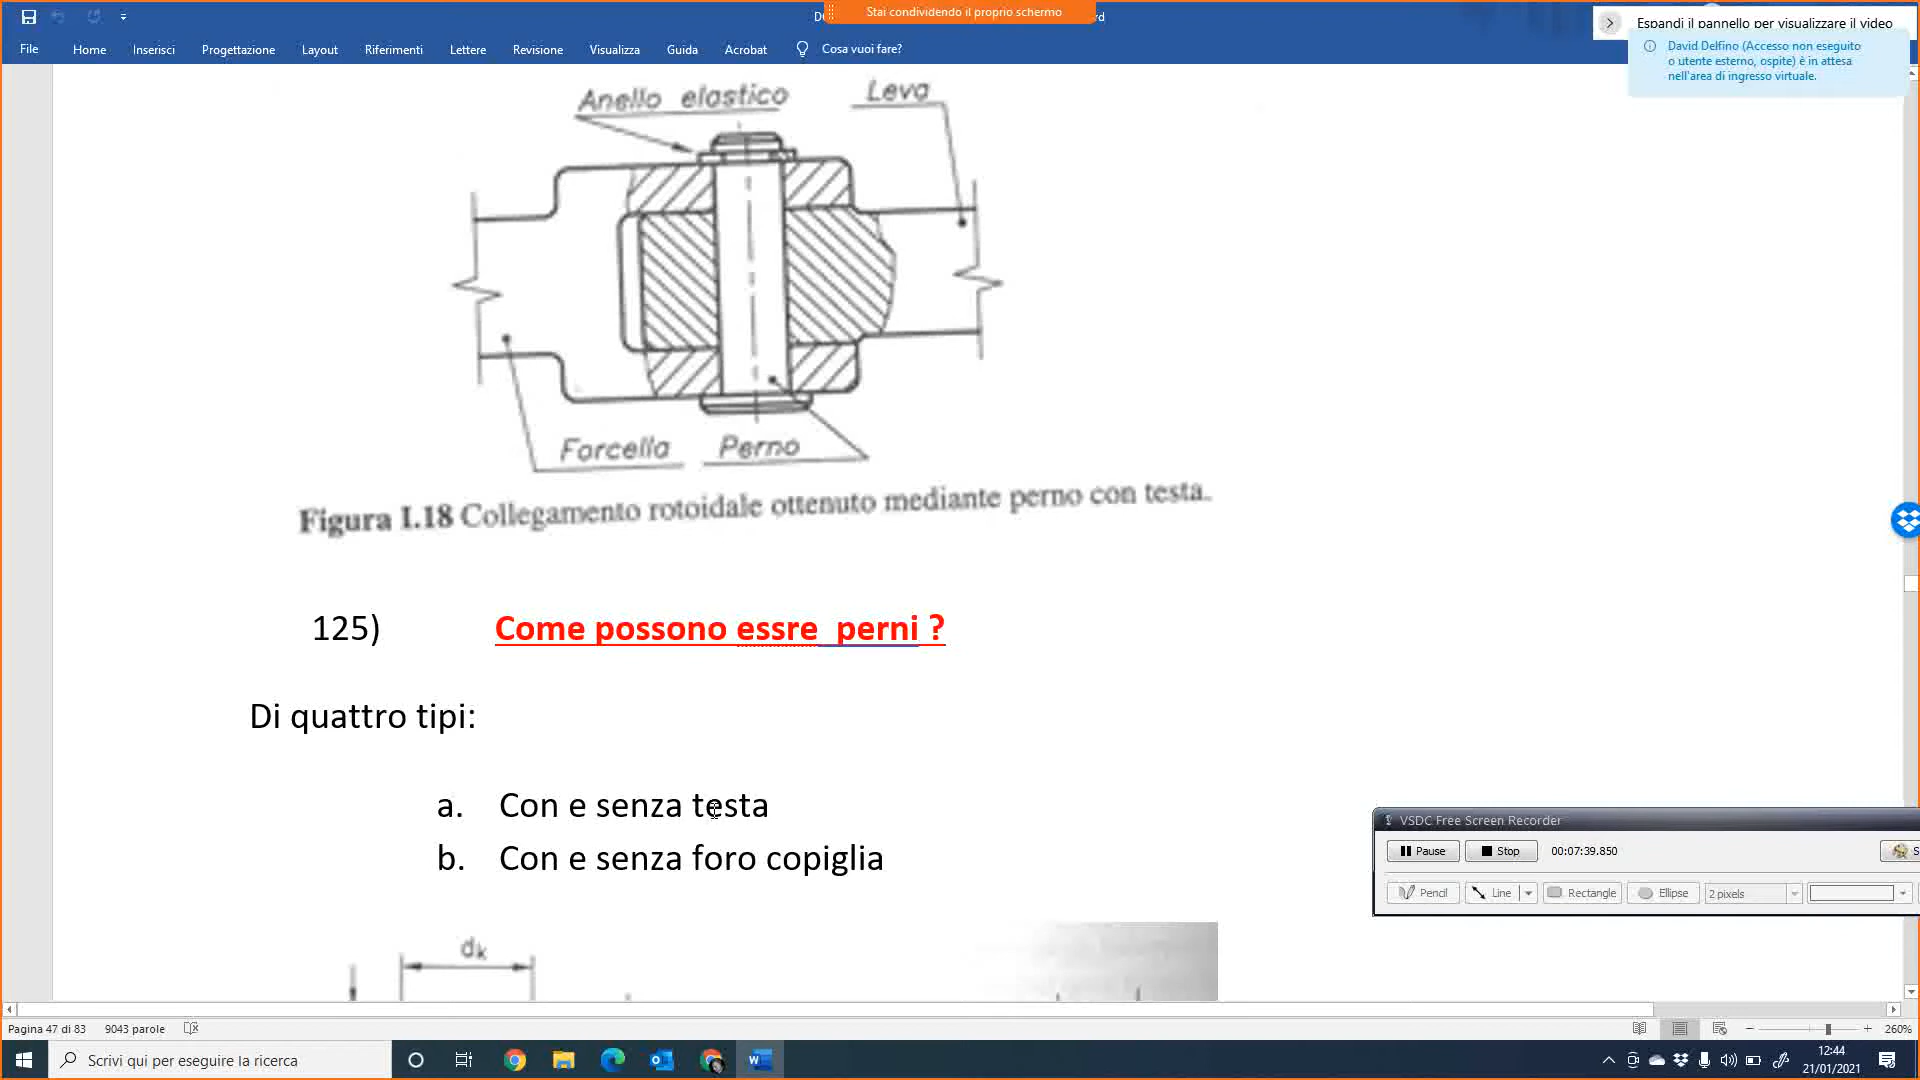 D
Stai condividendo il proprio schermo
rd
Espandi il pannello per visualizzare il video
David Delfino (Accesso non eseguito
o utente esterno, ospite) è in attesa
nell'area di ingresso virtuale.
File Home Inserisci Progettazione Layout Riferimenti Lettere Revisione Visualizza Guida Acrobat Cosa vuoi fare?
Anello elastico
Leva
Forcella
Perno
Figura I.18 Collegamento rotoidale ottenuto mediante perno con testa.
125) Come possono essre perni ?
Di quattro tipi:
a. Con e senza testa
b. Con e senza foro copiglia
dk
VSDC Free Screen Recorder
Pause Stop 00:07:39.850 S
Pencil Line Rectangle Ellipse 2 pixels
Pagina 47 di 83 9043 parole 260%
Scrivi qui per eseguire la ricerca
12:44
21/01/2021